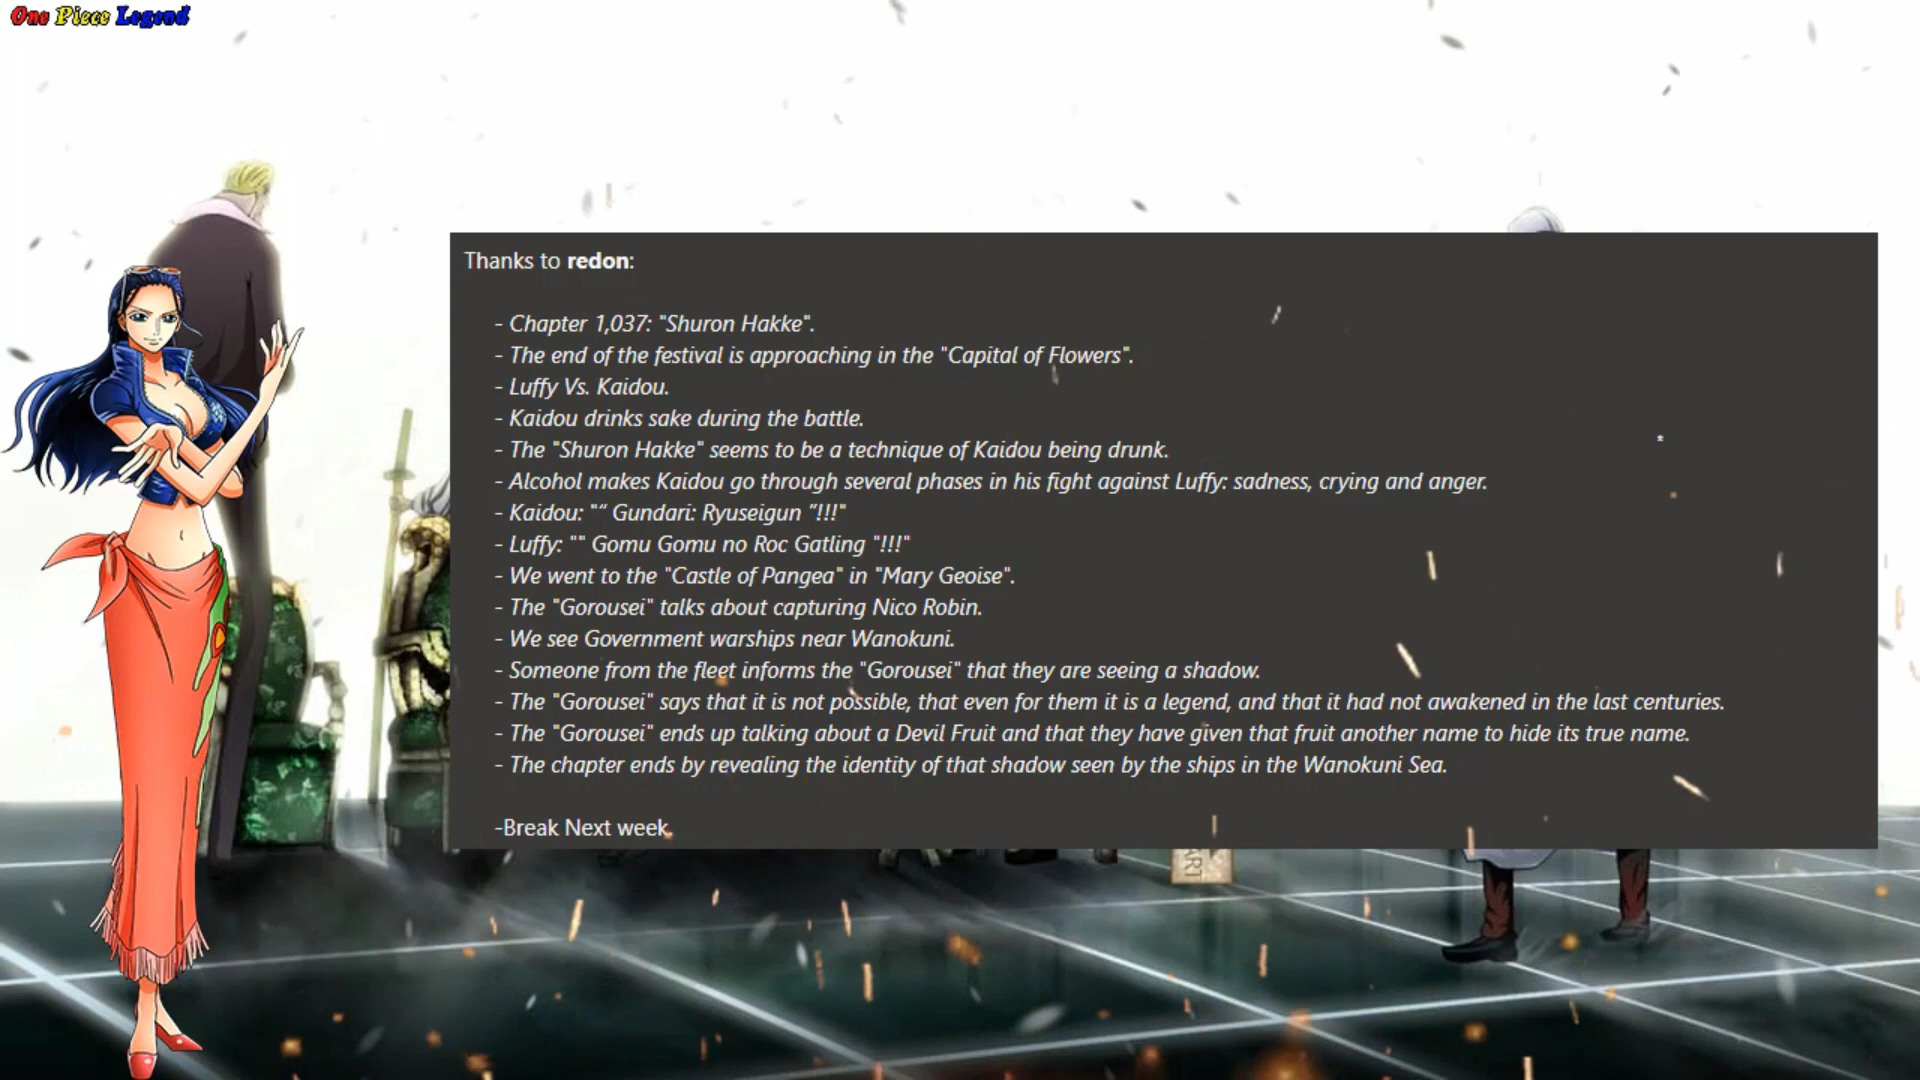 One Piece Legend
Thanks to redon:
- Chapter 1,037: "Shuron Hakke".
- The end of the festival is approaching in the "Capital of Flowers".
- Luffy Vs. Kaidou.
- Kaidou drinks sake during the battle.
- The "Shuron Hakke" seems to be a technique of Kaidou being drunk.
- Alcohol makes Kaidou go through several phases in his fight against Luffy: sadness, crying and anger.
- Kaidou: "“ Gundari: Ryuseigun ”!!!"
- Luffy: "" Gomu Gomu no Roc Gatling "!!!"
- We went to the "Castle of Pangea" in "Mary Geoise".
- The "Gorousei" talks about capturing Nico Robin.
- We see Government warships near Wanokuni.
- Someone from the fleet informs the "Gorousei" that they are seeing a shadow.
- The "Gorousei" says that it is not possible, that even for them it is a legend, and that it had not awakened in the last centuries.
- The "Gorousei" ends up talking about a Devil Fruit and that they have given that fruit another name to hide its true name.
- The chapter ends by revealing the identity of that shadow seen by the ships in the Wanokuni Sea.
-Break Next week.